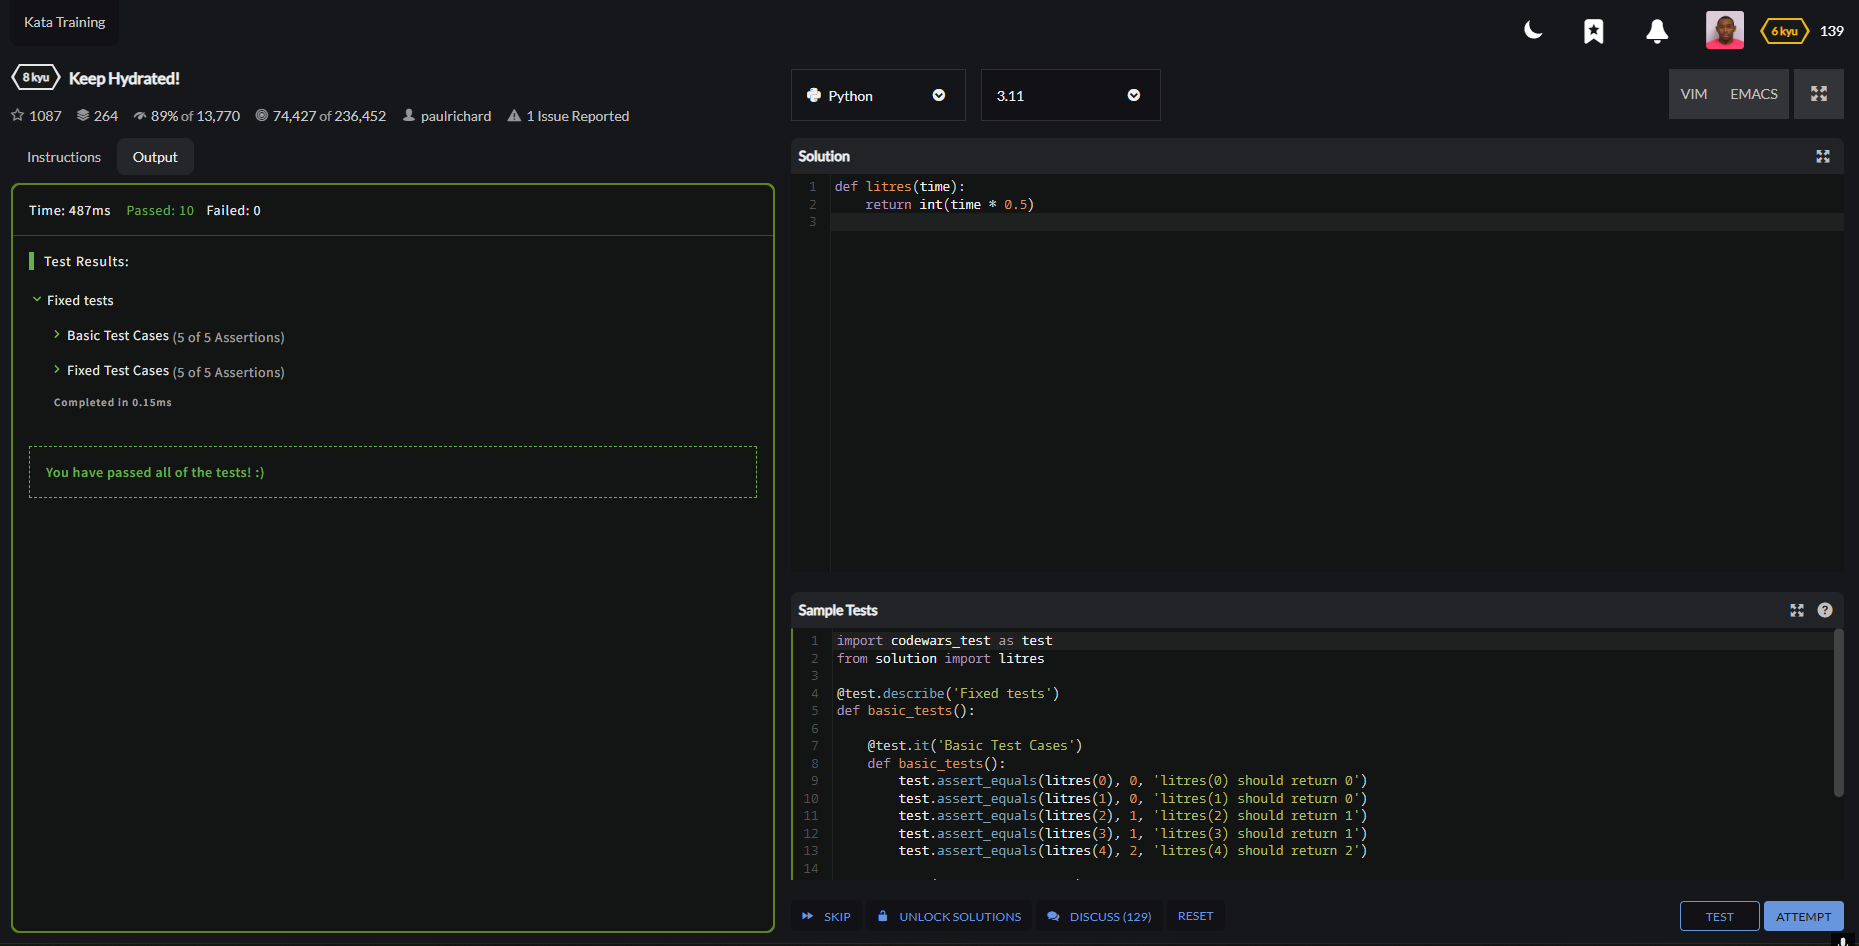 Kata Training
6 kyu 139
8 kyu Keep Hydrated!
1087 264 89% of 13,770 74,427 of 236,452 paulrichard 1 Issue Reported
Instructions Output
Time: 487ms Passed: 10 Failed: 0
Test Results:
Fixed tests
Basic Test Cases (5 of 5 Assertions)
Fixed Test Cases (5 of 5 Assertions)
Completed in 0.15ms
You have passed all of the tests! :)
Python 3.11
VIM EMACS
Solution
1 def litres(time):
2     return int(time * 0.5)
3
Sample Tests
?
1 import codewars_test as test
2 from solution import litres
3
4 @test.describe('Fixed tests')
5 def basic_tests():
6
7     @test.it('Basic Test Cases')
8     def basic_tests():
9         test.assert_equals(litres(0), 0, 'litres(0) should return 0')
10         test.assert_equals(litres(1), 0, 'litres(1) should return 0')
11         test.assert_equals(litres(2), 1, 'litres(2) should return 1')
12         test.assert_equals(litres(3), 1, 'litres(3) should return 1')
13         test.assert_equals(litres(4), 2, 'litres(4) should return 2')
14
SKIP UNLOCK SOLUTIONS DISCUSS (129) RESET TEST ATTEMPT